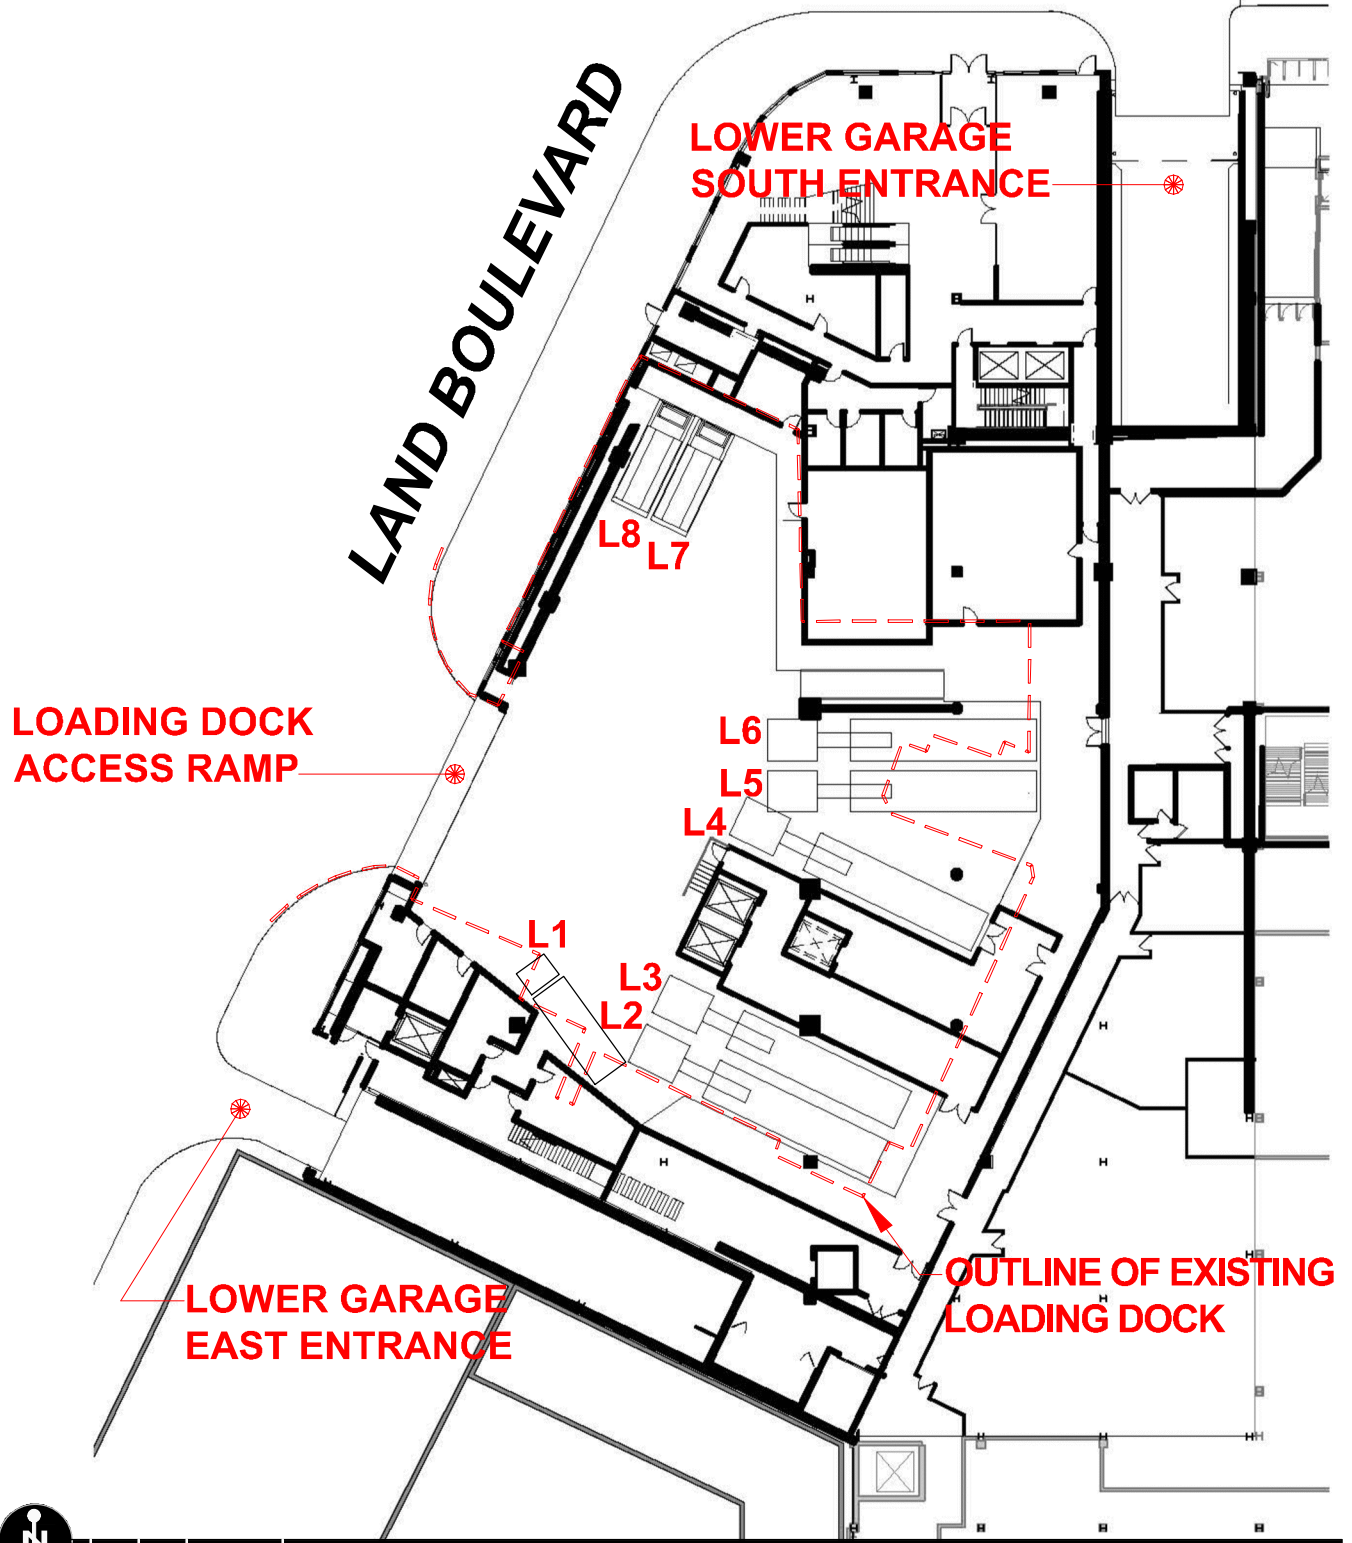 LAND BOULEVARD
LOWER GARAGE
SOUTH ENTRANCE
L8
L7
LOADING DOCK
ACCESS RAMP
L6
L5
L4
L1
L3
L2
LOWER GARAGE
EAST ENTRANCE
OUTLINE OF EXISTING
LOADING DOCK
N